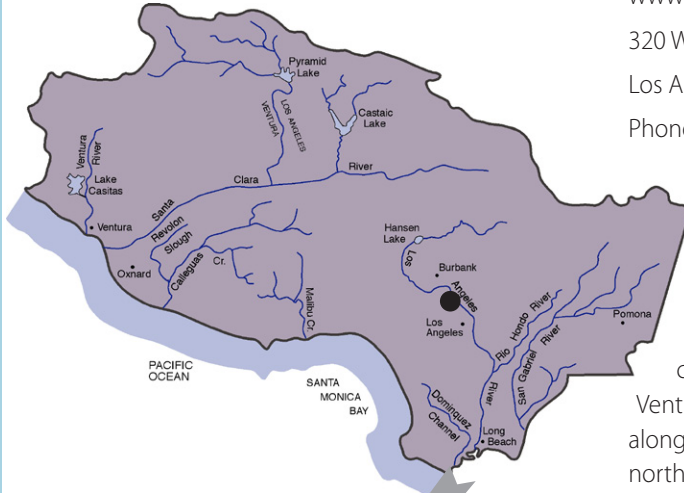 WWW
320 W
Los A
Phone
Pyramid
Lake
VENTURA
LOS ANGELES
Castaic
Lake
Ventura
River
Lake
Casitas
Santa
Clara
River
Ventura
Revolon
Slough
Oxnard
Calleguas
Cr.
Malibu Cr.
Hansen
Lake
Los
Angeles
River
Burbank
Los
Angeles
Rio Hondo River
San Gabriel
River
Pomona
PACIFIC
OCEAN
SANTA
MONICA
BAY
Dominquez
Channel
Long
Beach
Vent
along
north